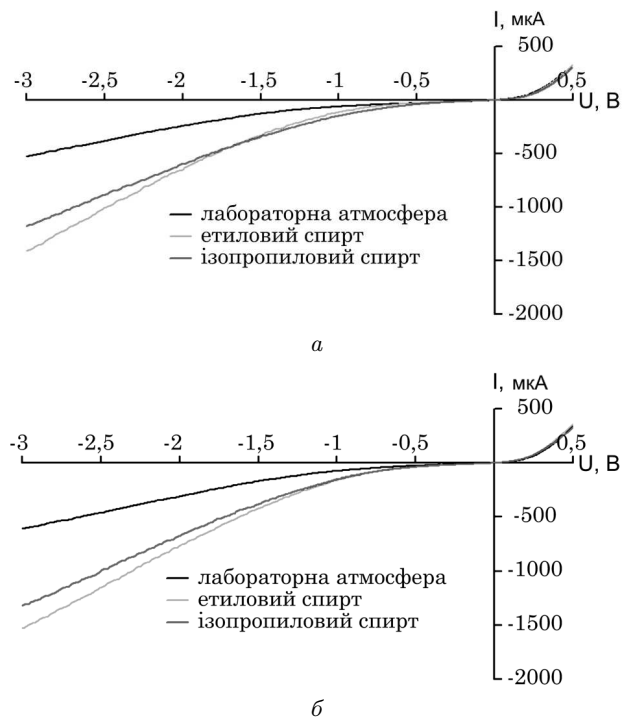 I, мкА
500
-3 -2,5 -2 -1,5 -1 -0,5 0,5
U, В
-500
-1000
-1500
-2000
лабораторна атмосфера
етиловий спирт
ізопропиловий спирт
а
I, мкА
500
-3 -2,5 -2 -1,5 -1 -0,5 0,5
U, В
-500
-1000
-1500
-2000
лабораторна атмосфера
етиловий спирт
ізопропиловий спирт
б